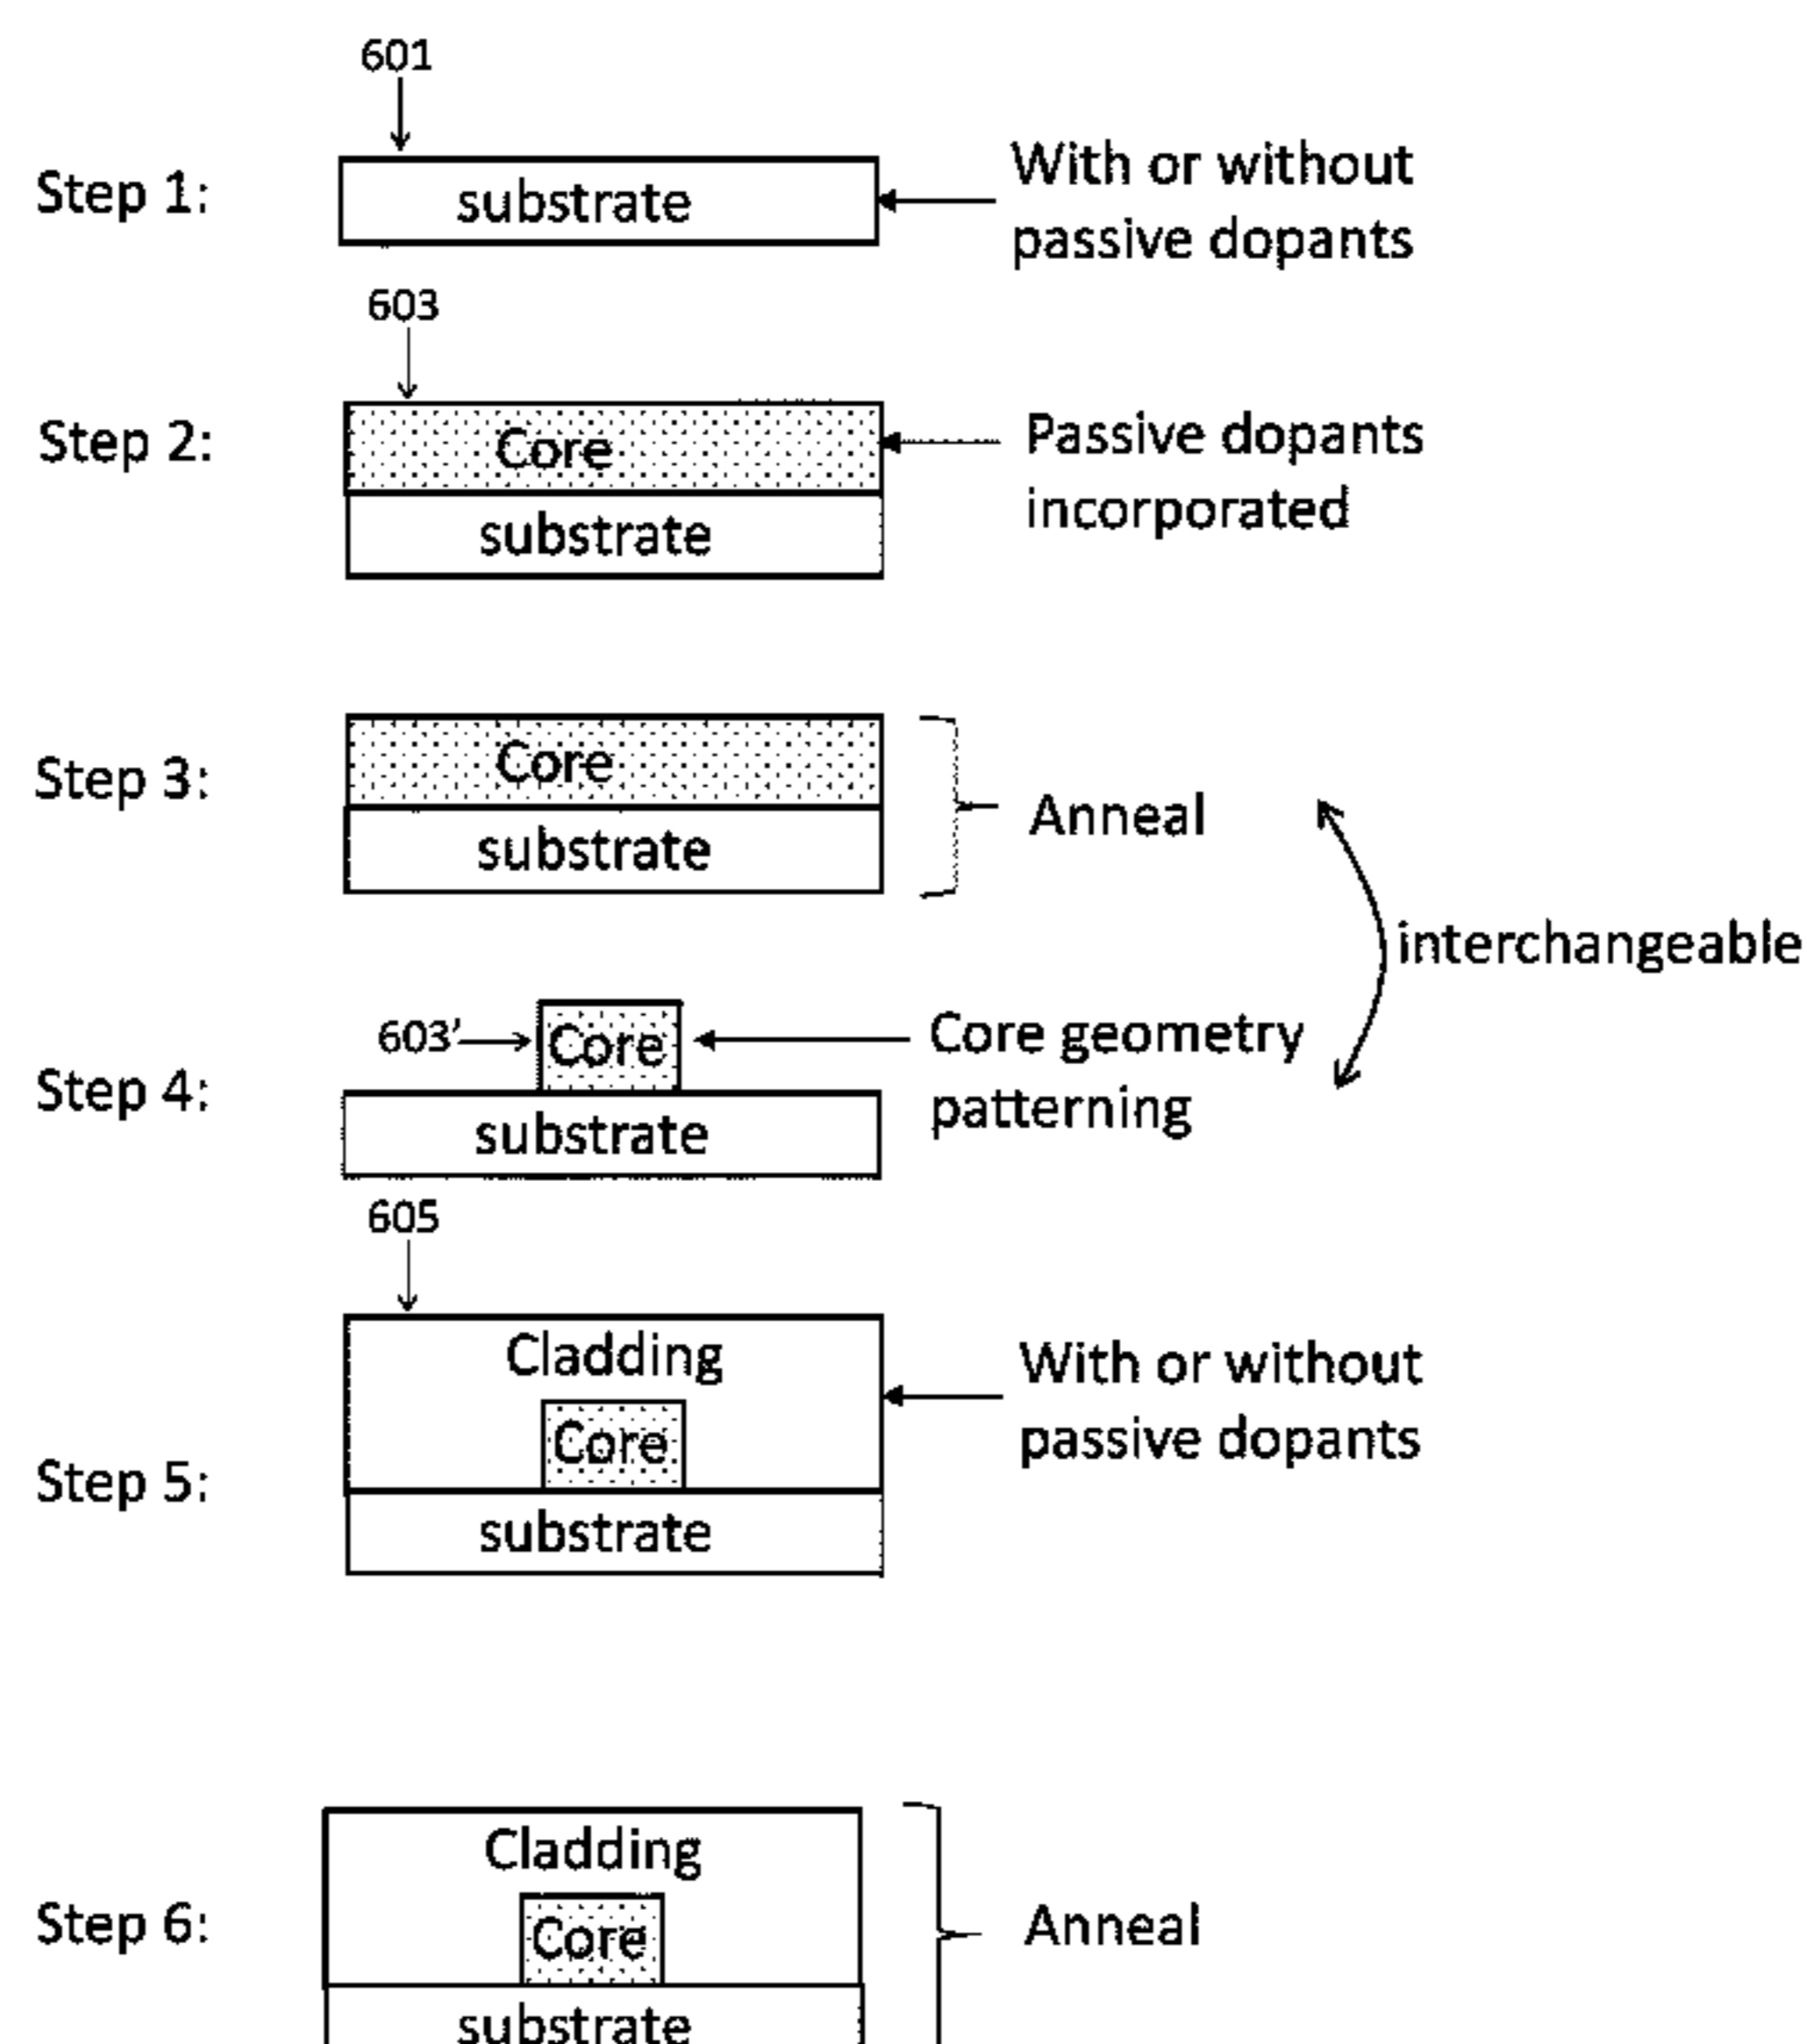 601
Step 1:
substrate
With or without
passive dopants
603
Step 2:
Core
substrate
Passive dopants
incorporated
Step 3:
Core
substrate
Anneal
interchangeable
Step 4:
603’
Core
substrate
Core geometry
patterning
605
Step 5:
Cladding
Core
substrate
With or without
passive dopants
Step 6:
Cladding
Core
substrate
Anneal